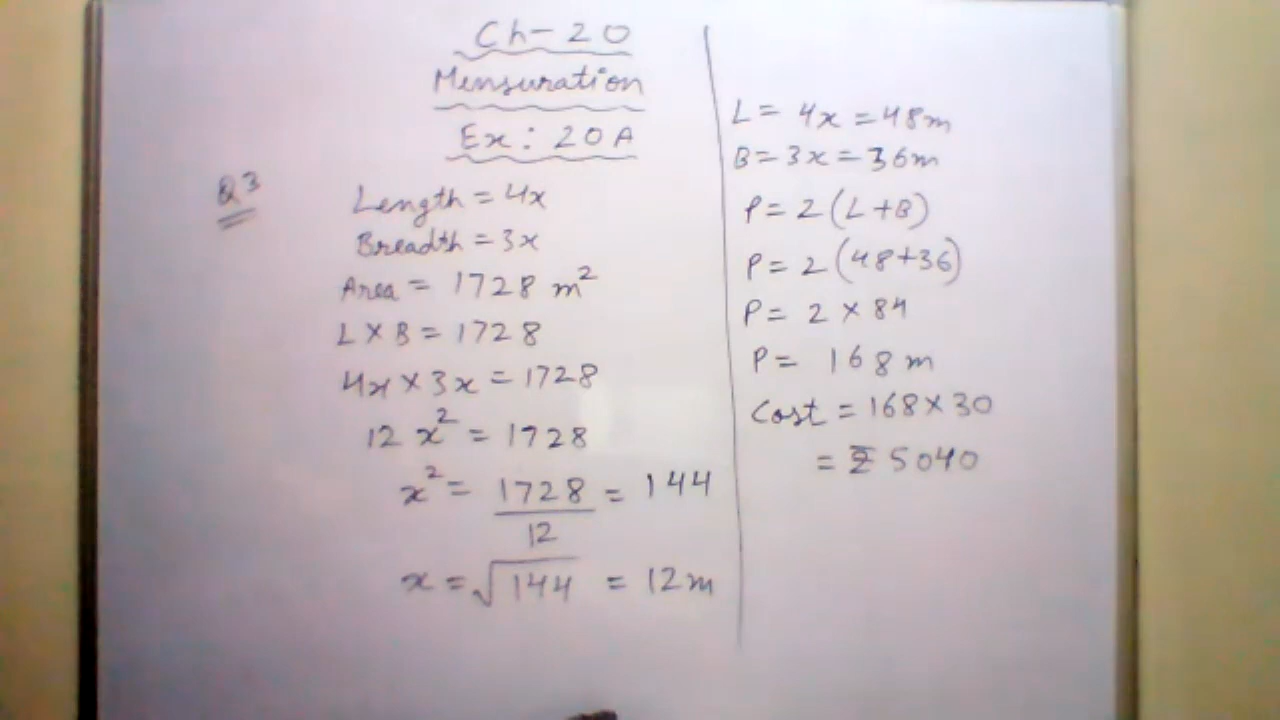 Ch-20
Mensuration
Ex: 20A
Q3
Length = 4x
Breadth = 3x
Area = 1728 m²
L × B = 1728
4x × 3x = 1728
12 x² = 1728
x² = 1728/12 = 144
x = √144 = 12m
L = 4x = 48m
B = 3x = 36m
P = 2 (L+B)
P = 2 (48+36)
P = 2 × 84
P = 168 m
Cost = 168 × 30
= ₹ 5040